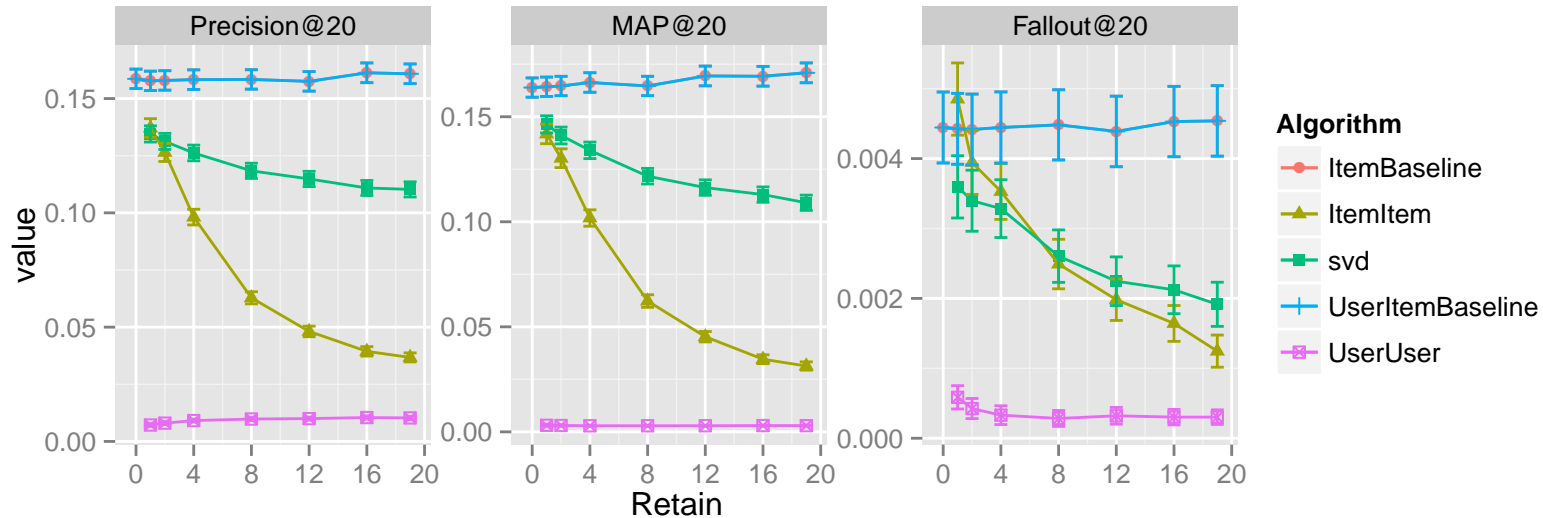 Precision@20
MAP@20
Fallout@20
value
0.15
0.10
0.05
0.00
0.15
0.10
0.05
0.00
0.004
0.002
0.000
0 4 8 12 16 20
0 4 8 12 16 20
0 4 8 12 16 20
Retain
Algorithm
ItemBaseline
ItemItem
svd
UserItemBaseline
UserUser